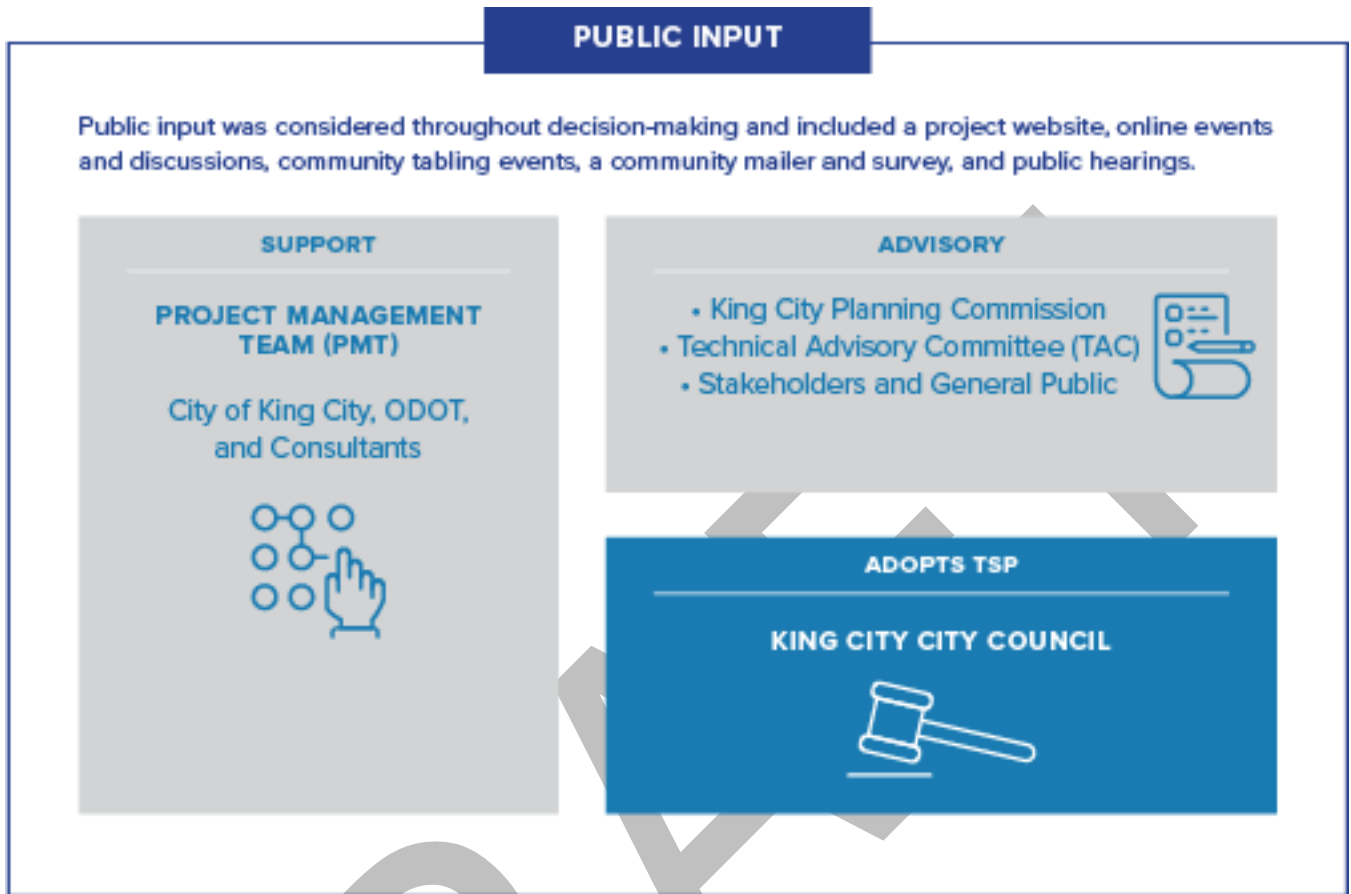 PUBLIC INPUT
Public input was considered throughout decision-making and included a project website, online events
and discussions, community tabling events, a community mailer and survey, and public hearings.
SUPPORT
PROJECT MANAGEMENT
TEAM (PMT)
City of King City, ODOT,
and Consultants
ADVISORY
• King City Planning Commission
• Technical Advisory Committee (TAC)
• Stakeholders and General Public
ADOPTS TSP
KING CITY CITY COUNCIL